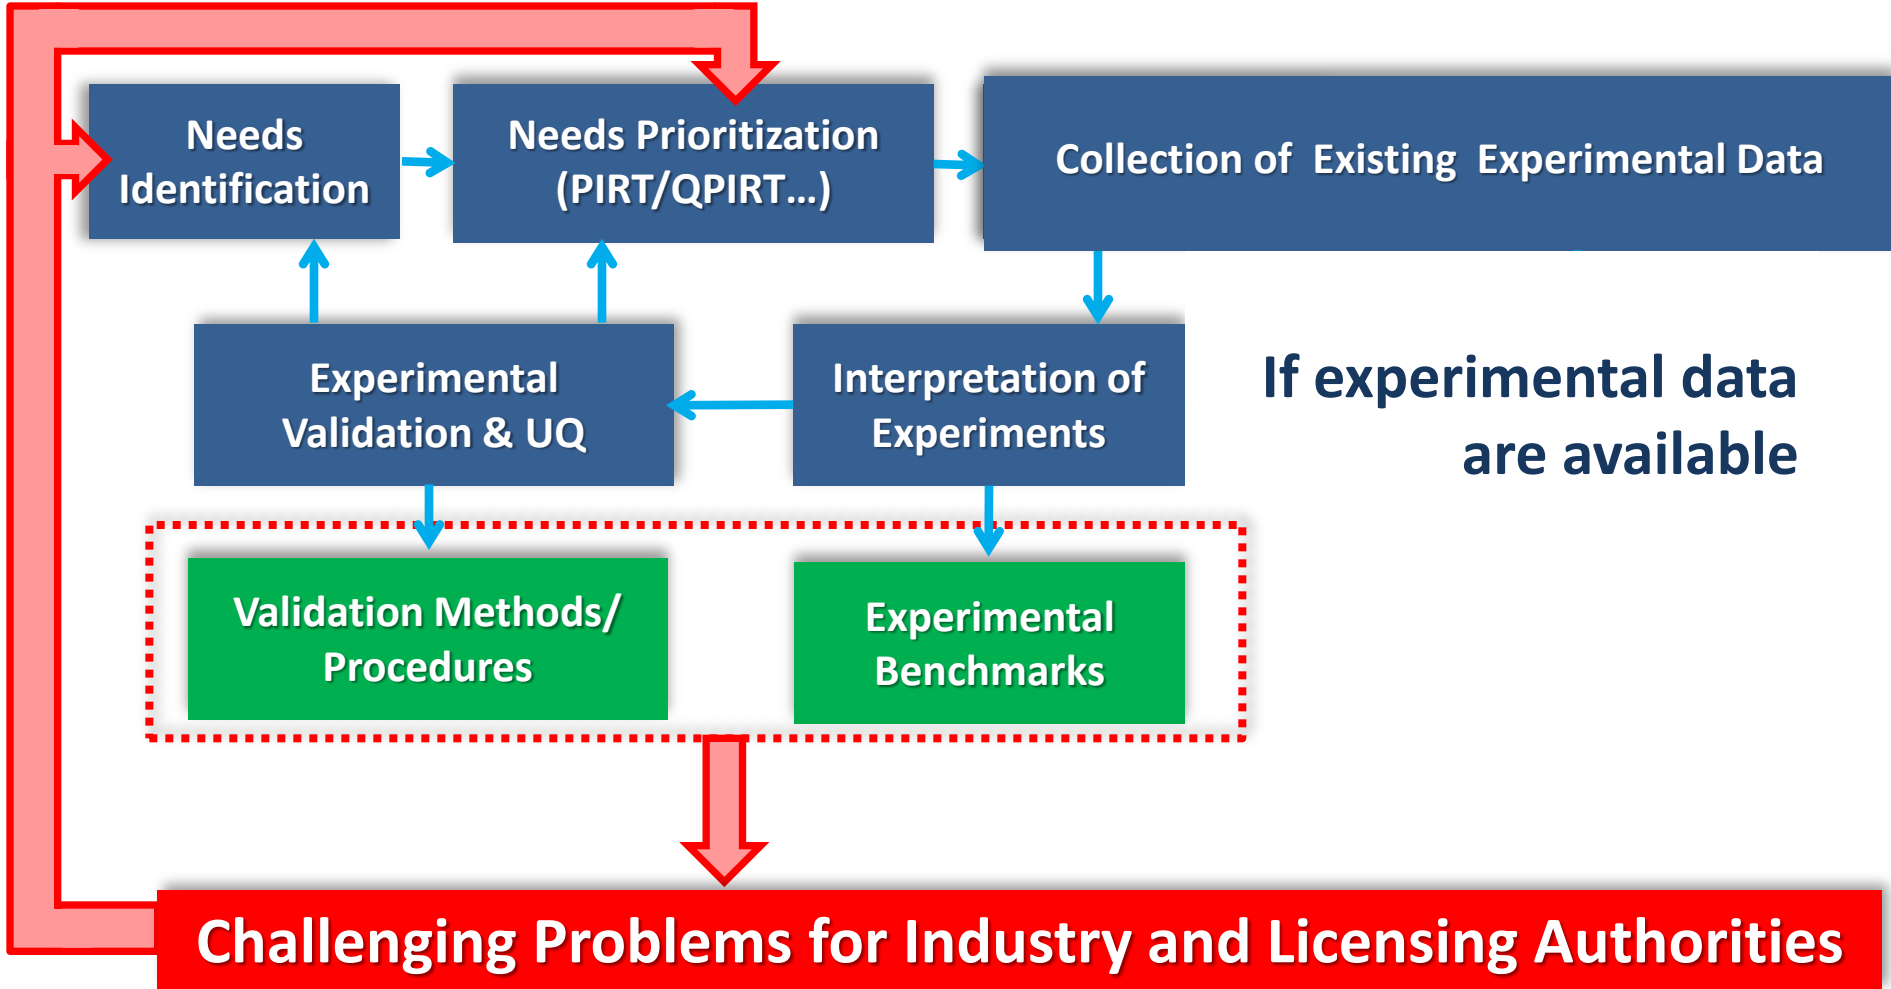 Needs
Identification
Needs Prioritization
(PIRT/QPIRT...)
Collection of Existing Experimental Data
Experimental
Validation & UQ
Interpretation of
Experiments
If experimental data
are available
Validation Methods/
Procedures
Experimental
Benchmarks
Challenging Problems for Industry and Licensing Authorities